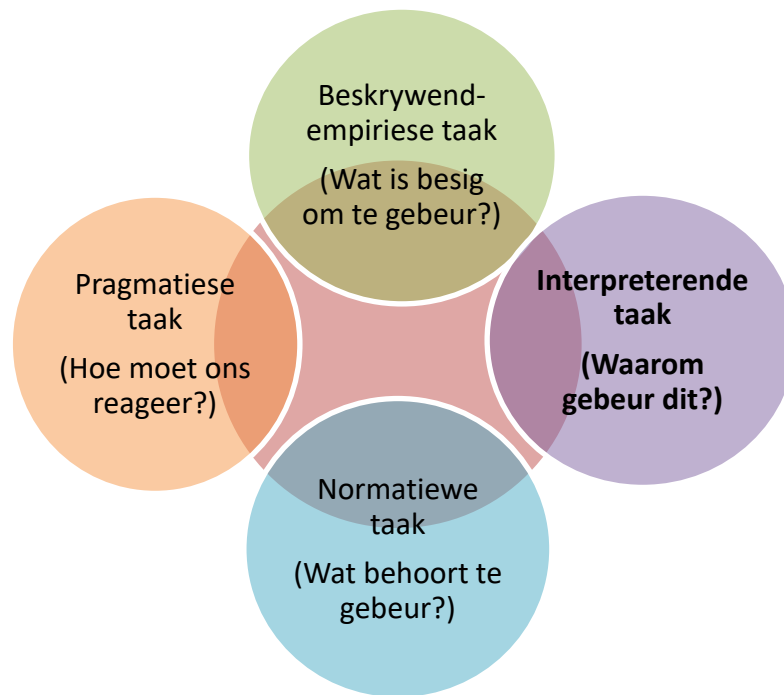 Beskrywend-
empiriese taak
(Wat is besig
om te gebeur?)
Pragmatiese
taak
(Hoe moet ons
reageer?)
Interpreterende
taak
(Waarom
gebeur dit?)
Normatiewe
taak
(Wat behoort te
gebeur?)